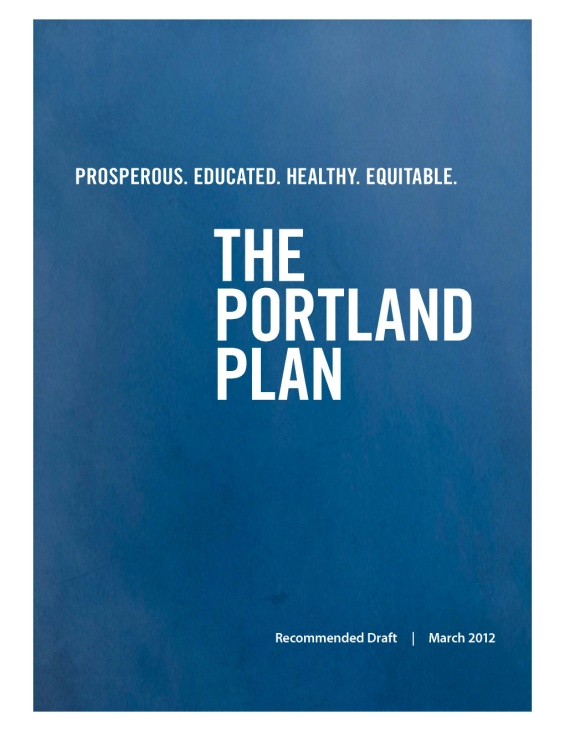 PROSPEROUS. EDUCATED. HEALTHY. EQUITABLE.
THE
PORTLAND
PLAN
Recommended Draft | March 2012